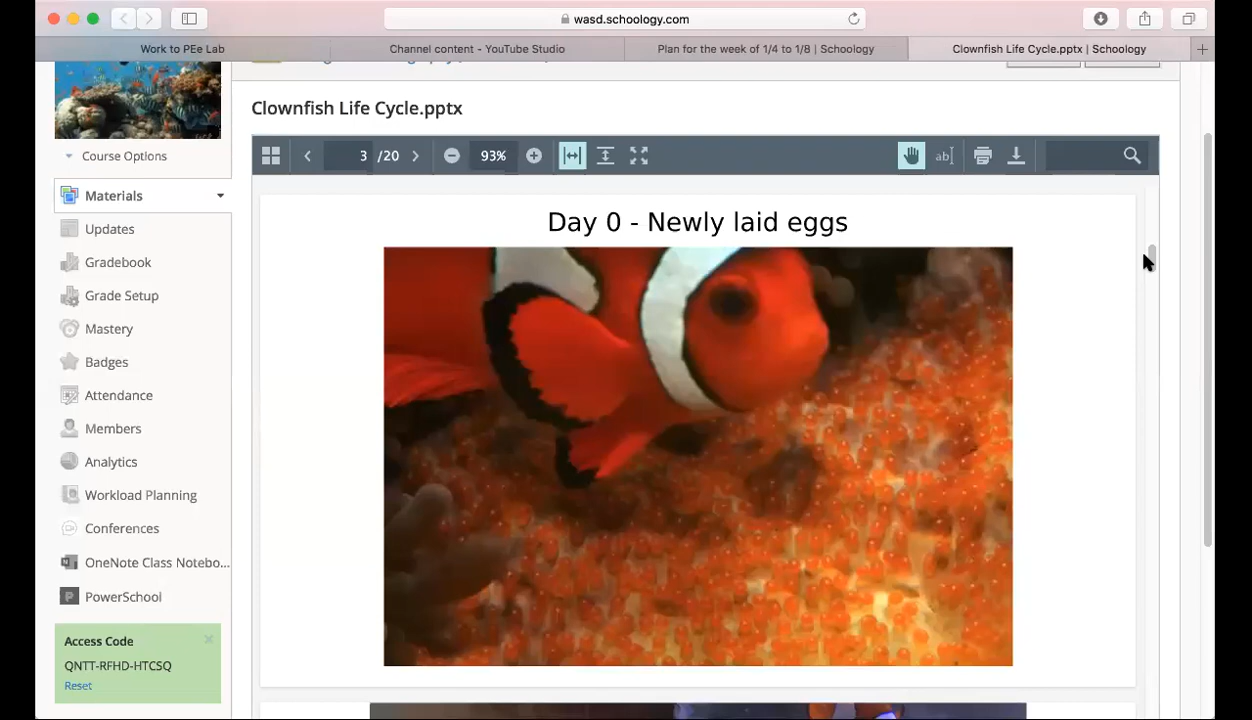 wasd.schoology.com
Work to PEe Lab
Channel content - YouTube Studio
Plan for the week of 1/4 to 1/8 | Schoology
Clownfish Life Cycle.pptx | Schoology
Clownfish Life Cycle.pptx
Course Options
3 /20
93%
ab
Materials
Day 0 - Newly laid eggs
Updates
Gradebook
Grade Setup
Mastery
Badges
Attendance
Members
Analytics
Workload Planning
Conferences
OneNote Class Notebo...
P PowerSchool
Access Code
QNTT-RFHD-HTCSQ
Reset